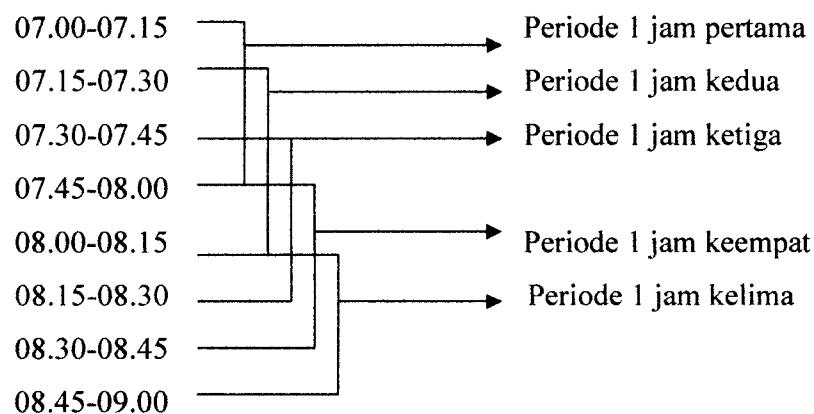 07.00-07.15 Periode 1 jam pertama
07.15-07.30 Periode 1 jam kedua
07.30-07.45 Periode 1 jam ketiga
07.45-08.00
08.00-08.15 Periode 1 jam keempat
08.15-08.30 Periode 1 jam kelima
08.30-08.45
08.45-09.00